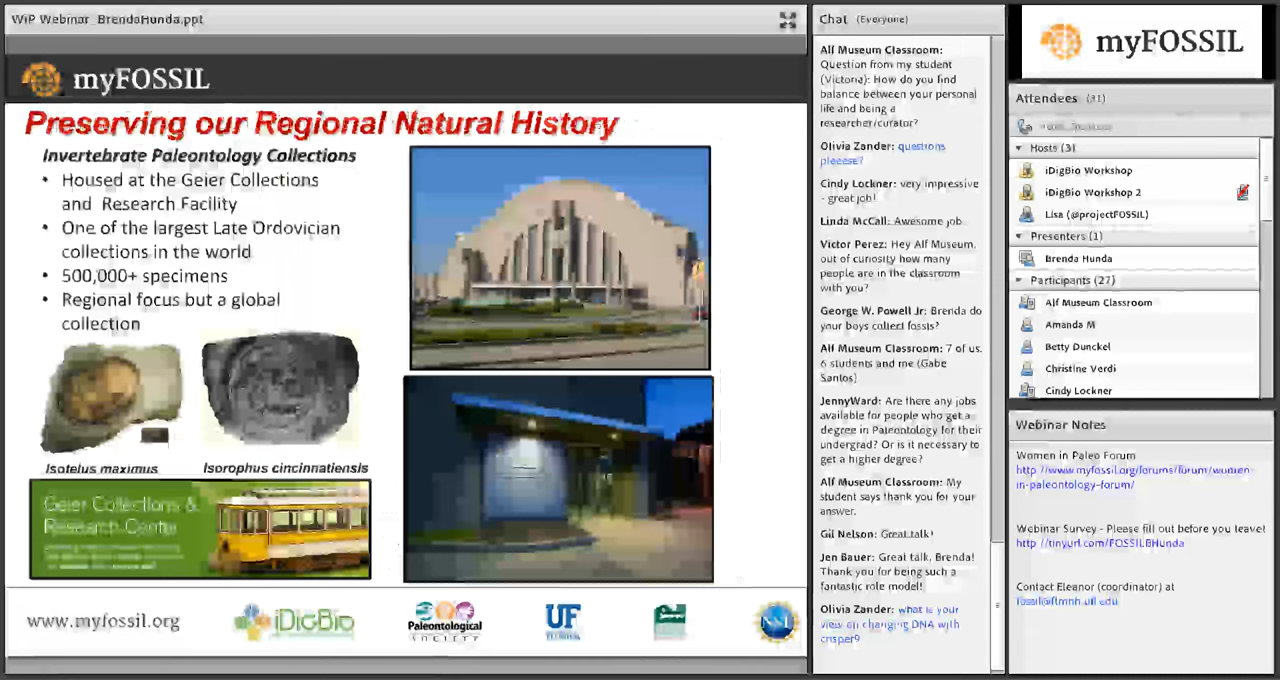 WiP Webinar_BrendaHunda.ppt
myFOSSIL
Preserving our Regional Natural History
Invertebrate Paleontology Collections
• Housed at the Geier Collections
and Research Facility
• One of the largest Late Ordovician
collections in the world
• 500,000+ specimens
• Regional focus but a global
collection
Isotelus maximus
Isorophus cincinnatiensis
Geier Collections &
Research Center
www.myfossil.org
iDigBio
Paleontological
SOCIETY
UF
NSF
Chat (Everyone)
Alf Museum Classroom:
Question from my student
(Victoria): How do you find
balance between your personal
life and being a
researcher/curator?
Olivia Zander: questions
pleeese?
Cindy Lockner: very impressive
- great job!
Linda McCall: Awesome job
Victor Perez: Hey Alf Museum,
out of curiosity how many
people are in the classroom
with you?
George W. Powell Jr: Brenda do
your boys collect fossis?
Alf Museum Classroom: 7 of us.
6 students and me (Gabe
Santos)
JennyWard: Are there any jobs
available for people who get a
degree in Paleontology for their
undergrad? Or is it necessary to
get a higher degree?
Alf Museum Classroom: My
student says thank you for your
answer.
Gil Nelson: Great talk!
Jen Bauer: Great talk, Brenda!
Thank you for being such a
fantastic role model!
Olivia Zander: what is your
view on changing DNA with
crisper9
myFOSSIL
Attendees (31)
Hosts (3)
iDigBio Workshop
iDigBio Workshop 2
Lisa (@projectFOSSIL)
Presenters (1)
Brenda Hunda
Participants (27)
Alf Museum Classroom
Amanda M
Betty Dunckel
Christine Verdi
Cindy Lockner
Webinar Notes
Women in Paleo Forum
http://www.myfossil.org/forums/forum/women-
in-paleontology-forum/
Webinar Survey - Please fill out before you leave!
http://tinyurl.com/FOSSILBHunda
Contact Eleanor (coordinator) at
fossil@flmnh.ufl.edu